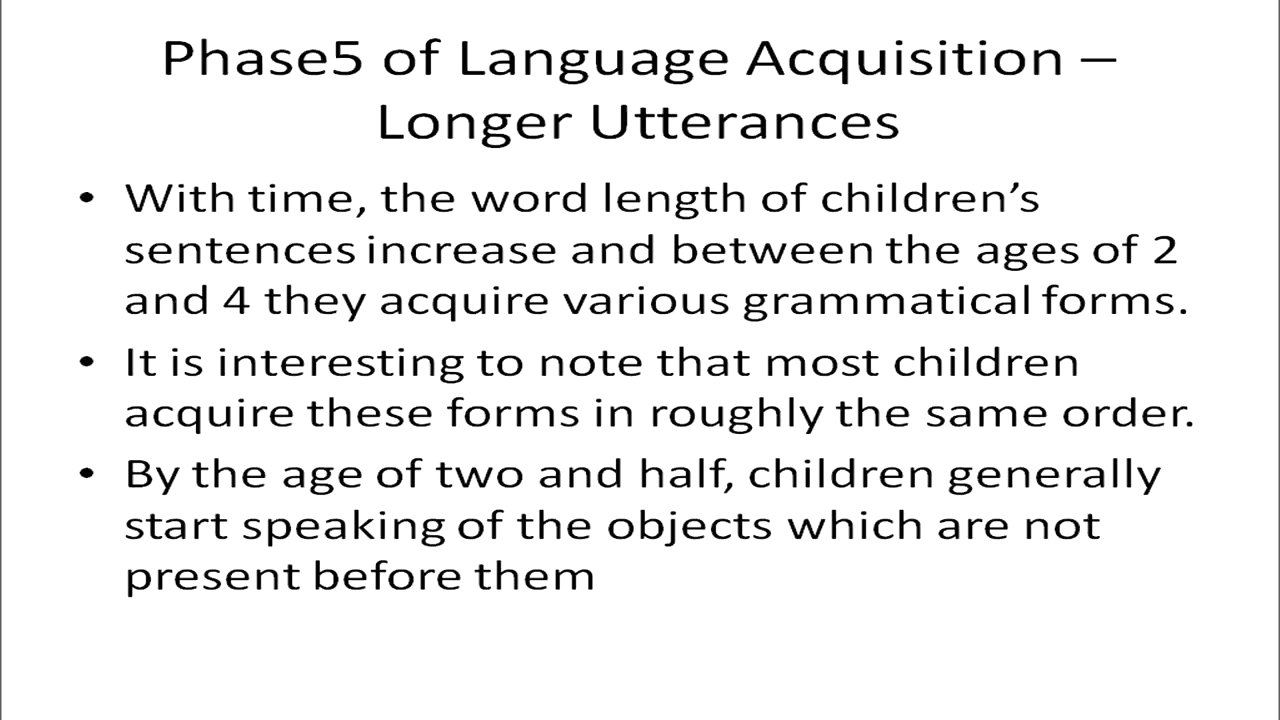 Phase5 of Language Acquisition –
Longer Utterances
• With time, the word length of children’s
sentences increase and between the ages of 2
and 4 they acquire various grammatical forms.
• It is interesting to note that most children
acquire these forms in roughly the same order.
• By the age of two and half, children generally
start speaking of the objects which are not
present before them